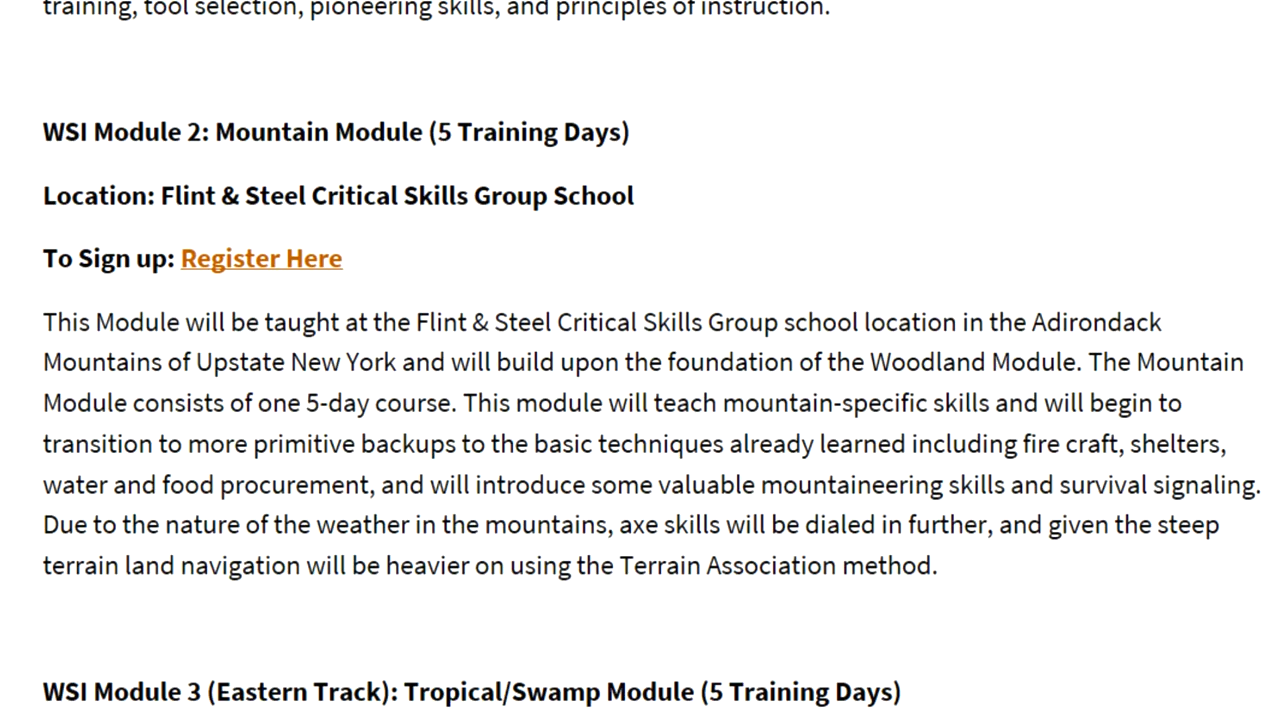 training, tool selection, pioneering skills, and principles of instruction.
WSI Module 2: Mountain Module (5 Training Days)
Location: Flint & Steel Critical Skills Group School
To Sign up: Register Here
This Module will be taught at the Flint & Steel Critical Skills Group school location in the Adirondack
Mountains of Upstate New York and will build upon the foundation of the Woodland Module. The Mountain
Module consists of one 5-day course. This module will teach mountain-specific skills and will begin to
transition to more primitive backups to the basic techniques already learned including fire craft, shelters,
water and food procurement, and will introduce some valuable mountaineering skills and survival signaling.
Due to the nature of the weather in the mountains, axe skills will be dialed in further, and given the steep
terrain land navigation will be heavier on using the Terrain Association method.
WSI Module 3 (Eastern Track): Tropical/Swamp Module (5 Training Days)